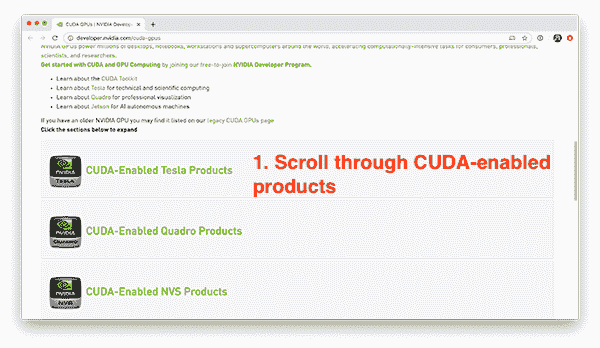 CUDA GPUs | NVIDIA Develop
developer.nvidia.com/cuda-gpus
NVIDIA GPUs power millions of desktops, notebooks, workstations and supercomputers around the world, accelerating computationally-intensive tasks for consumers, professionals,
scientists, and researchers.
Get started with CUDA and GPU Computing by joining our free-to-join NVIDIA Developer Program.
Learn about the CUDA Toolkit
Learn about Tesla for technical and scientific computing
Learn about Quadro for professional visualization
Learn about Jetson for AI autonomous machines
If you have an older NVIDIA GPU you may find it listed on our legacy CUDA GPUs page
Click the sections below to expand
NVIDIA
TESLA
CUDA-Enabled Tesla Products
1. Scroll through CUDA-enabled
products
NVIDIA
QUADRO
CUDA-Enabled Quadro Products
NVIDIA
NVS
CUDA-Enabled NVS Products